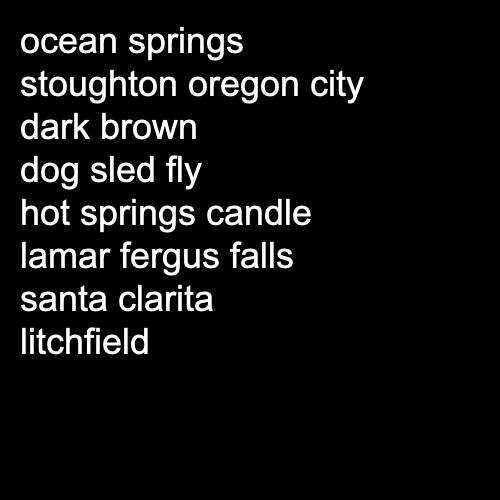 ocean springs
stoughton oregon city
dark brown
dog sled fly
hot springs candle
lamar fergus falls
santa clarita
litchfield